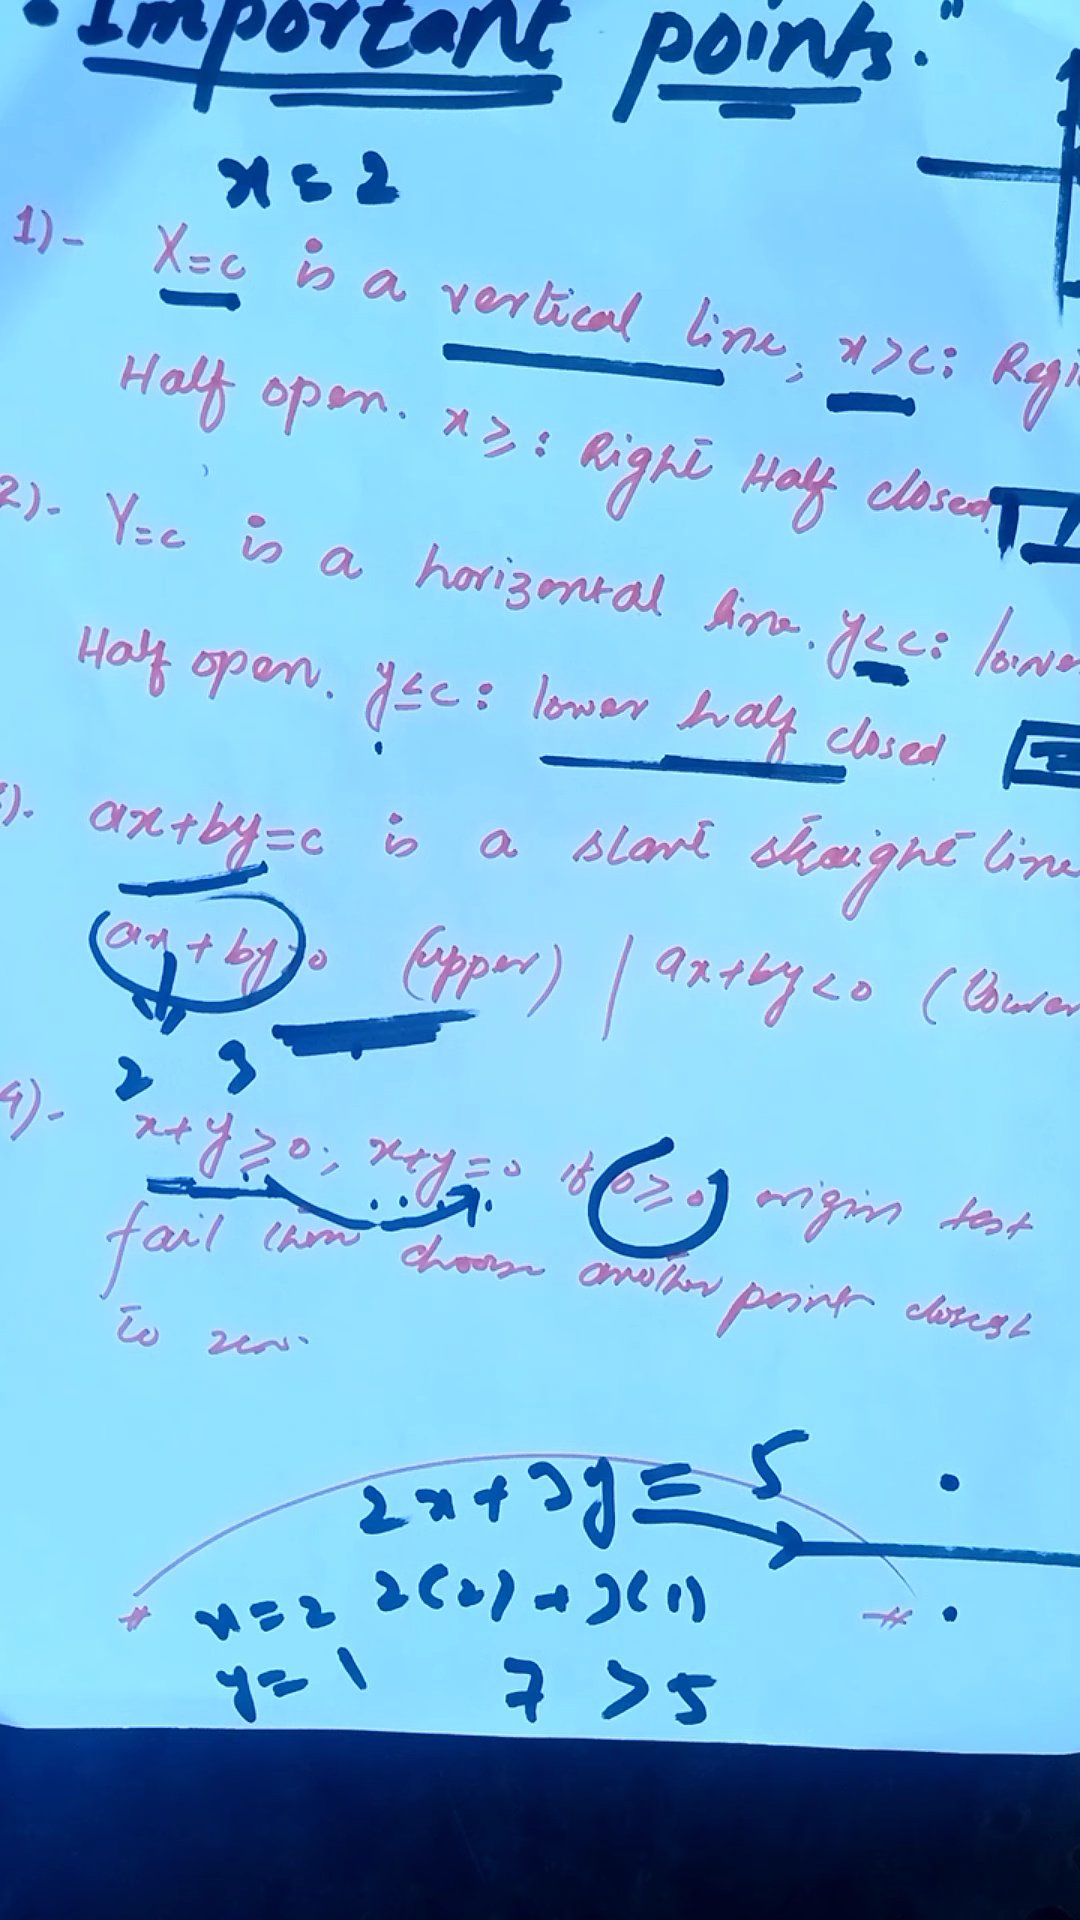 "Important points."
x = 2
1)- X=c is a vertical line, x>c: Regi
Half open. x ≥ : Right Half closed.
2)- Y=c is a horizontal line. y<c: lower
Half open. y≤c: lower half closed
). ax+by=c is a slant straight line
ax + by > 0 (upper) | ax+by<0 (lower
2 3
4)- x+y ≥ 0; x+y=0 if 0 ≥ 0 origin test
fail then choose another point closest
to zero.
2x+3y = 5
x=2 2(2) + 3(1)
y=1 7 > 5